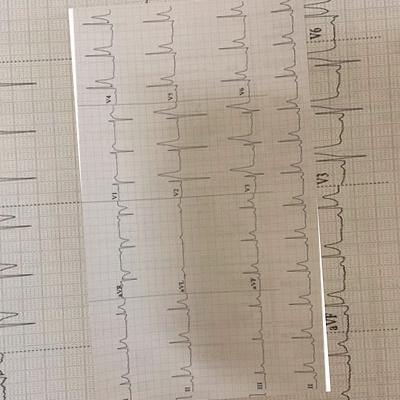 aVR V1 V4
II aVL V2 V5
III aVF V3 V6
II
aVF V3 V6